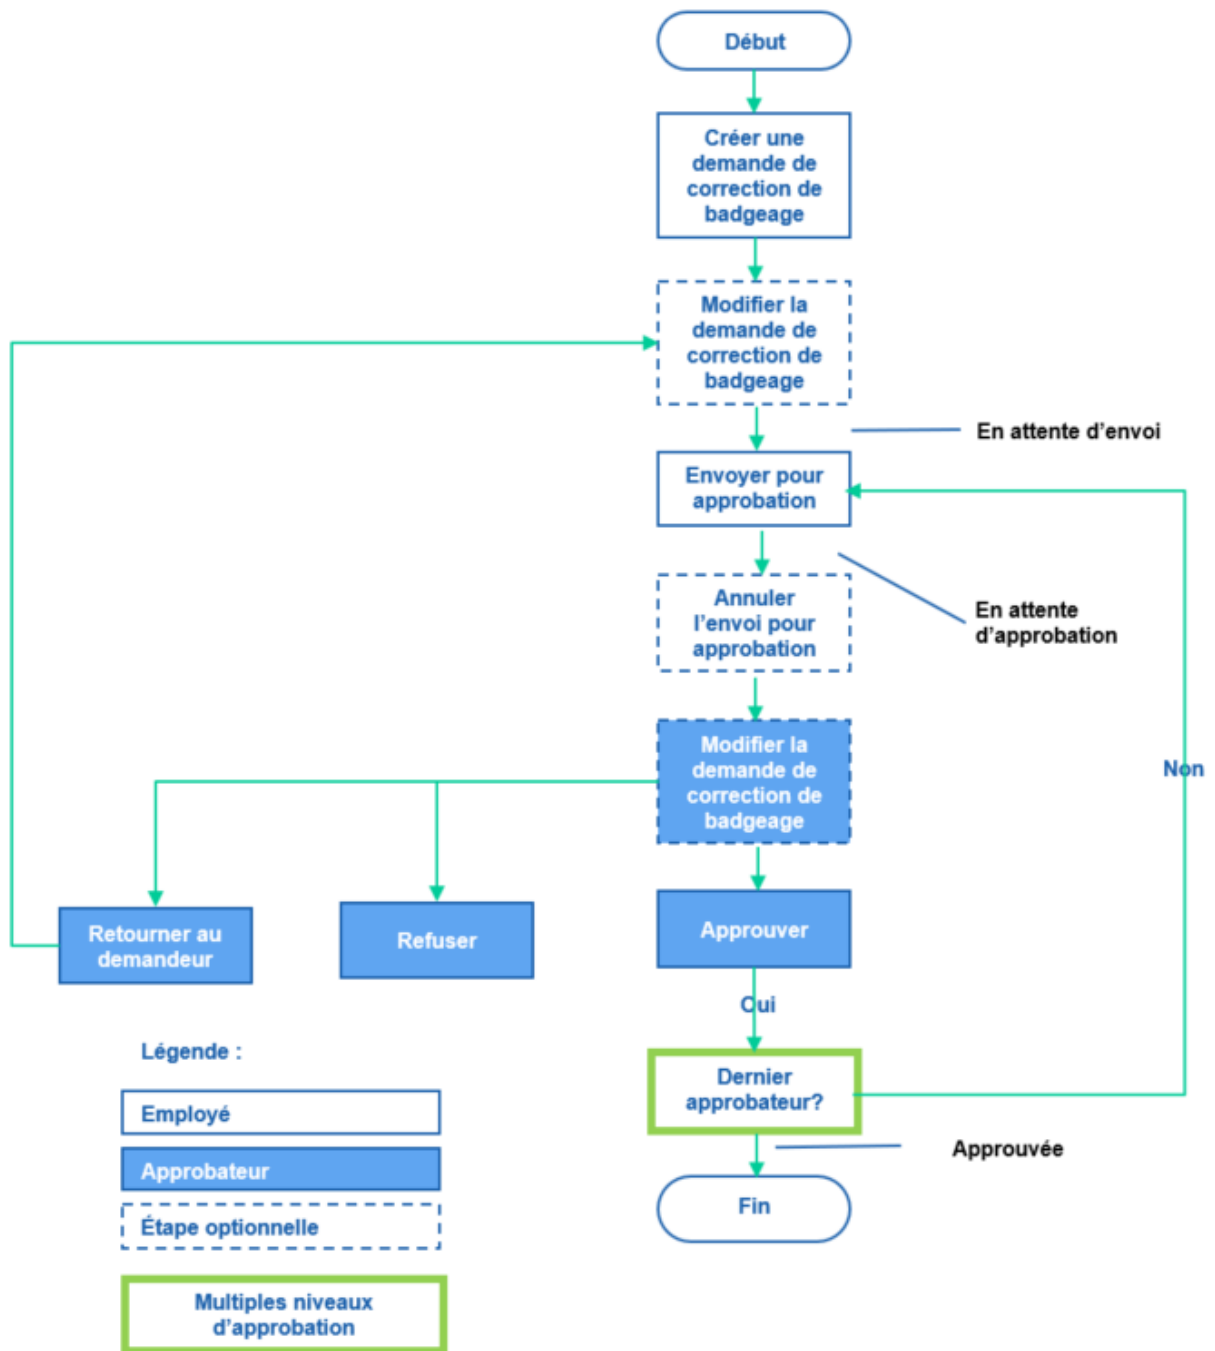 Début
Créer une
demande de
correction de
badgeage
Modifier la
demande de
correction de
badgeage
En attente d'envoi
Envoyer pour
approbation
Annuler
l'envoi pour
approbation
En attente
d'approbation
Modifier la
demande de
correction de
badgeage
Non
Retourner au
demandeur
Refuser
Approuver
Oui
Légende :
Employé
Approbateur
Étape optionnelle
Multiples niveaux
d'approbation
Dernier
approbateur?
Approuvée
Fin